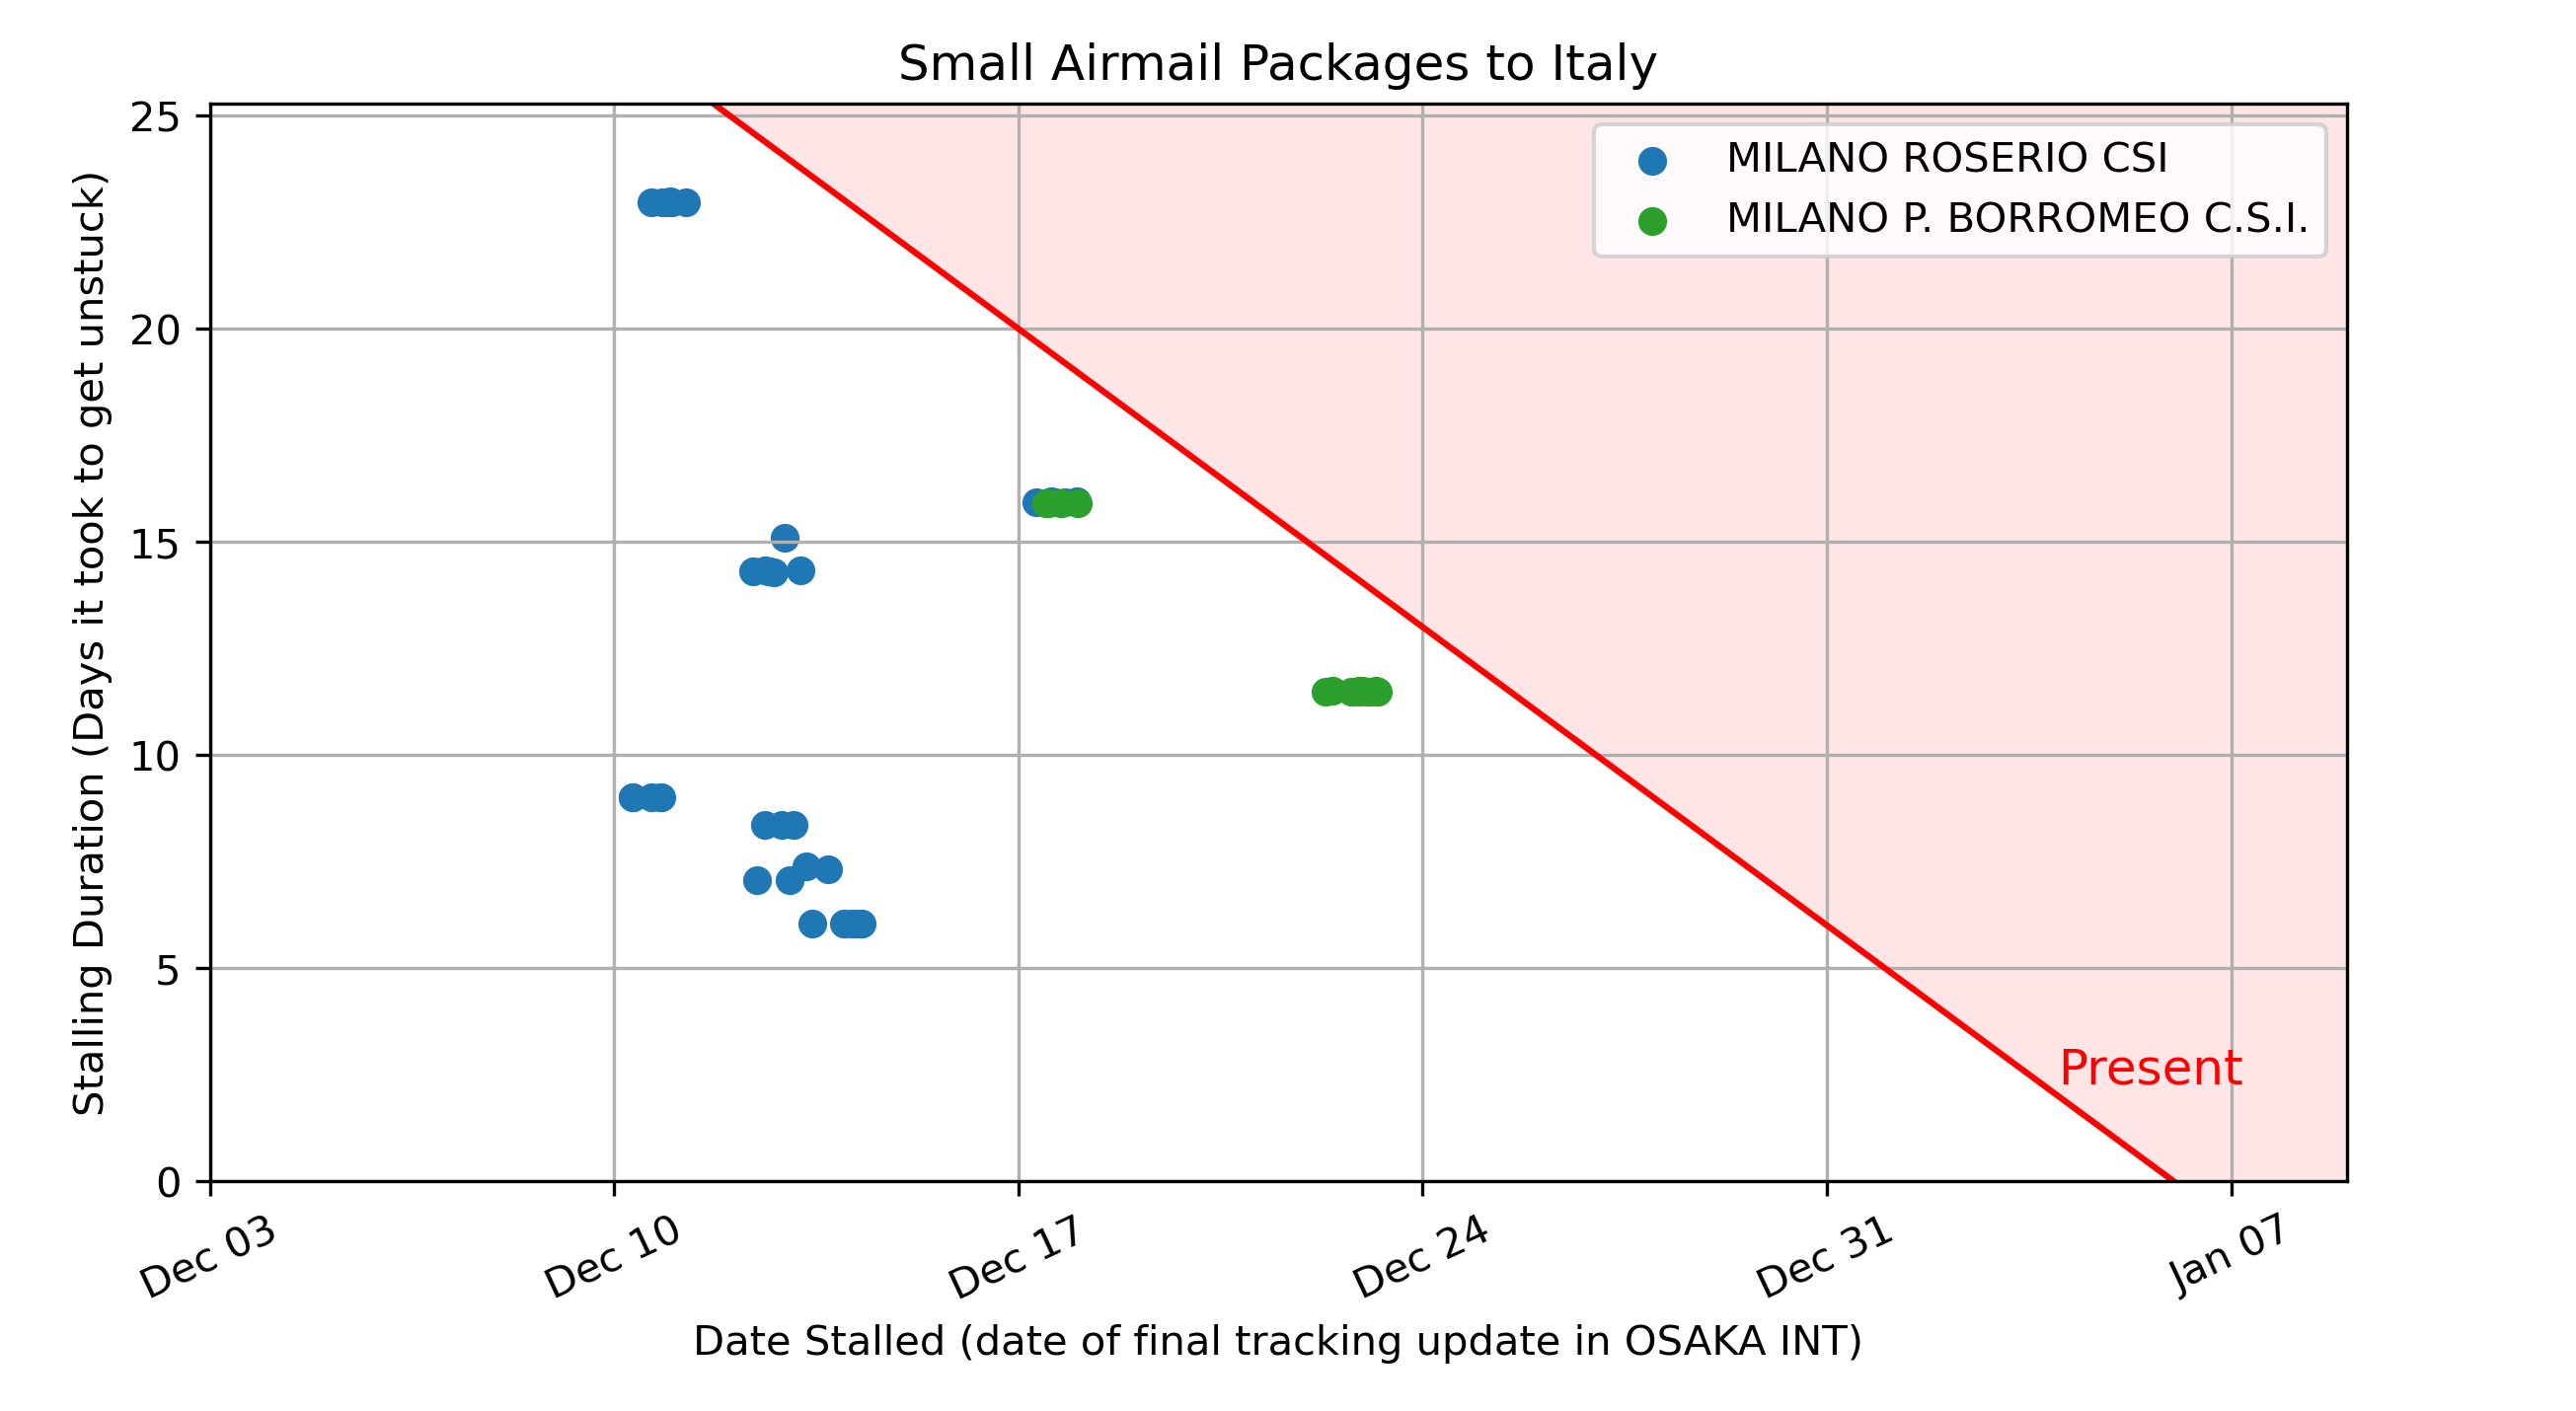 Small Airmail Packages to Italy
MILANO ROSERIO CSI
MILANO P. BORROMEO C.S.I.
Stalling Duration (Days it took to get unstuck)
25
20
15
10
5
0
Present
Dec 03
Dec 10
Dec 17
Dec 24
Dec 31
Jan 07
Date Stalled (date of final tracking update in OSAKA INT)